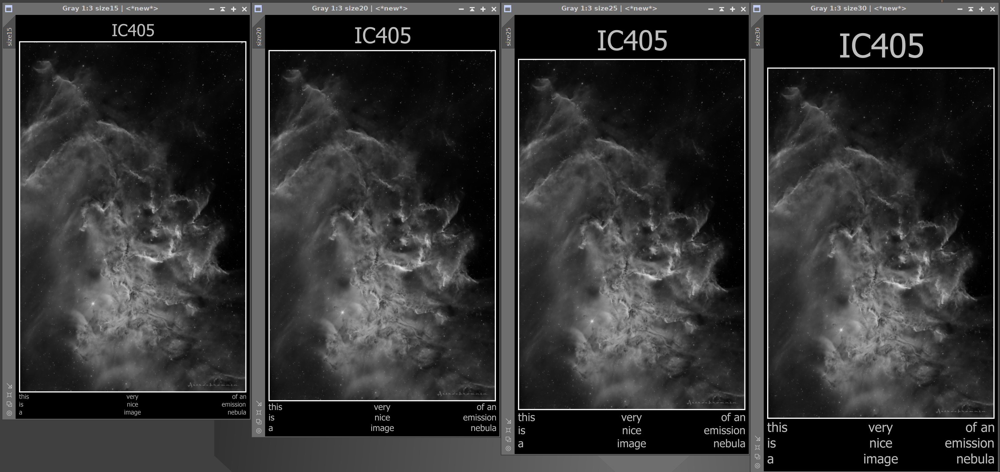 Gray 1:3 size15 | <*new*>
size15
IC405
Astrochromata
this very of an
is nice emission
a image nebula
Gray 1:3 size20 | <*new*>
size20
IC405
Astrochromata
this very of an
is nice emission
a image nebula
Gray 1:3 size25 | <*new*>
size25
IC405
Astrochromata
this very of an
is nice emission
a image nebula
Gray 1:3 size30 | <*new*>
size30
IC405
Astrochromata
this very of an
is nice emission
a image nebula